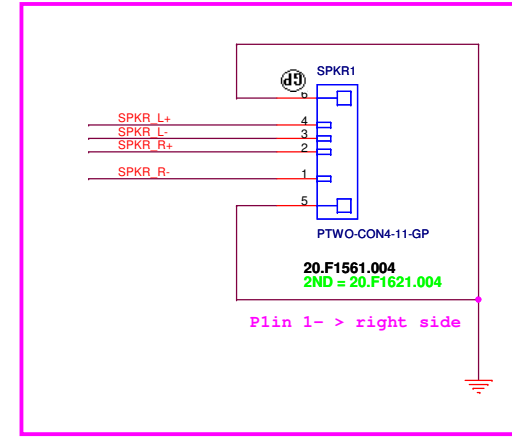 SPKR1
GP
6
SPKR_L+ 4
SPKR_L- 3
SPKR_R+ 2
SPKR_R- 1
5
PTWO-CON4-11-GP
20.F1561.004
2ND = 20.F1621.004
P1in 1- > right side